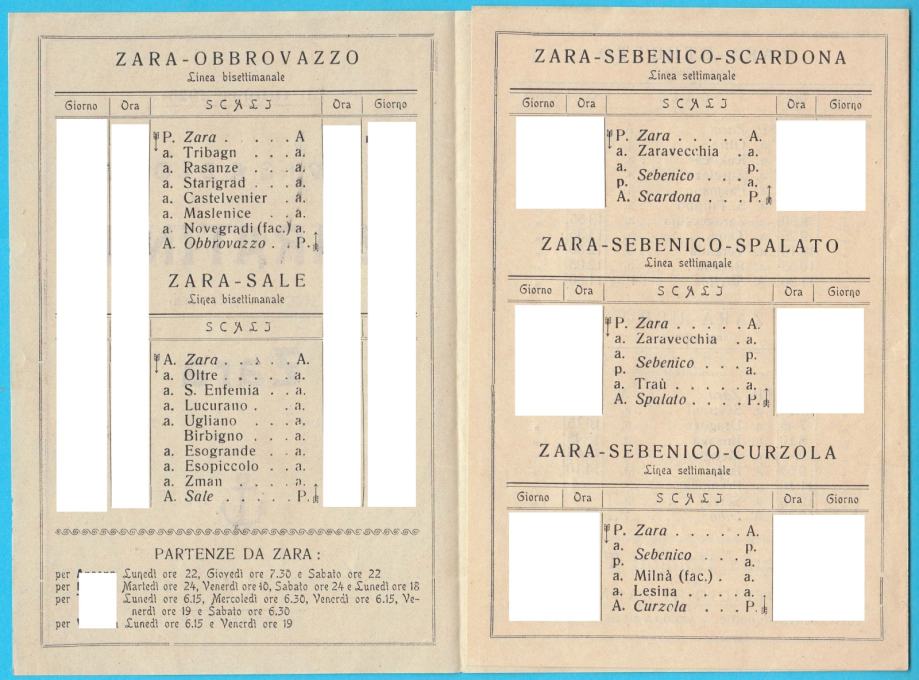 ZARA-OBBROVAZZO
Linea bisettimanale
Giorno Ora SCALI Ora Giorno
P. Zara . . . . . A
a. Tribagn . . . a.
a. Rasanze . . . a.
a. Starigrad . . . a.
a. Castelvenier . a.
a. Maslenice . . a.
a. Novegradi (fac.) a.
A. Obbrovazzo . . P.
ZARA-SALE
Linea bisettimanale
SCALI
A. Zara . . . . . A.
a. Oltre . . . . . a.
a. S. Enfemia . . . a.
a. Lucurano . . . a.
a. Ugliano . . . a.
Birbigno . . . a.
a. Esogrande . . . a.
a. Esopiccolo . . . a.
a. Zman . . . . a.
A. Sale . . . . . P.
PARTENZE DA ZARA :
per Lunedì ore 22, Giovedì ore 7.30 e Sabato ore 22
per Martedì ore 24, Venerdì ore 10, Sabato ore 24 e Lunedì ore 18
per Lunedì ore 6.15, Mercoledì ore 6.30, Venerdì ore 6.15, Ve-
nerdì ore 19 e Sabato ore 6.30
per Lunedì ore 6.15 e Venerdì ore 19
ZARA-SEBENICO-SCARDONA
Linea settimanale
Giorno Ora SCALI Ora Giorno
P. Zara . . . . . A.
a. Zaravecchia . a.
a. p.
Sebenico . . . .
p. a.
A. Scardona . . . P.
ZARA-SEBENICO-SPALATO
Linea settimanale
Giorno Ora SCALI Ora Giorno
P. Zara . . . . . A.
a. Zaravecchia . a.
a. p.
Sebenico . . . .
p. a.
a. Traù . . . . . a.
A. Spalato . . . . P.
ZARA-SEBENICO-CURZOLA
Linea settimanale
Giorno Ora SCALI Ora Giorno
P. Zara . . . . . A.
a. p.
Sebenico . . . .
p. a.
a. Milnà (fac.) . a.
a. Lesina . . . . a.
A. Curzola . . . P.